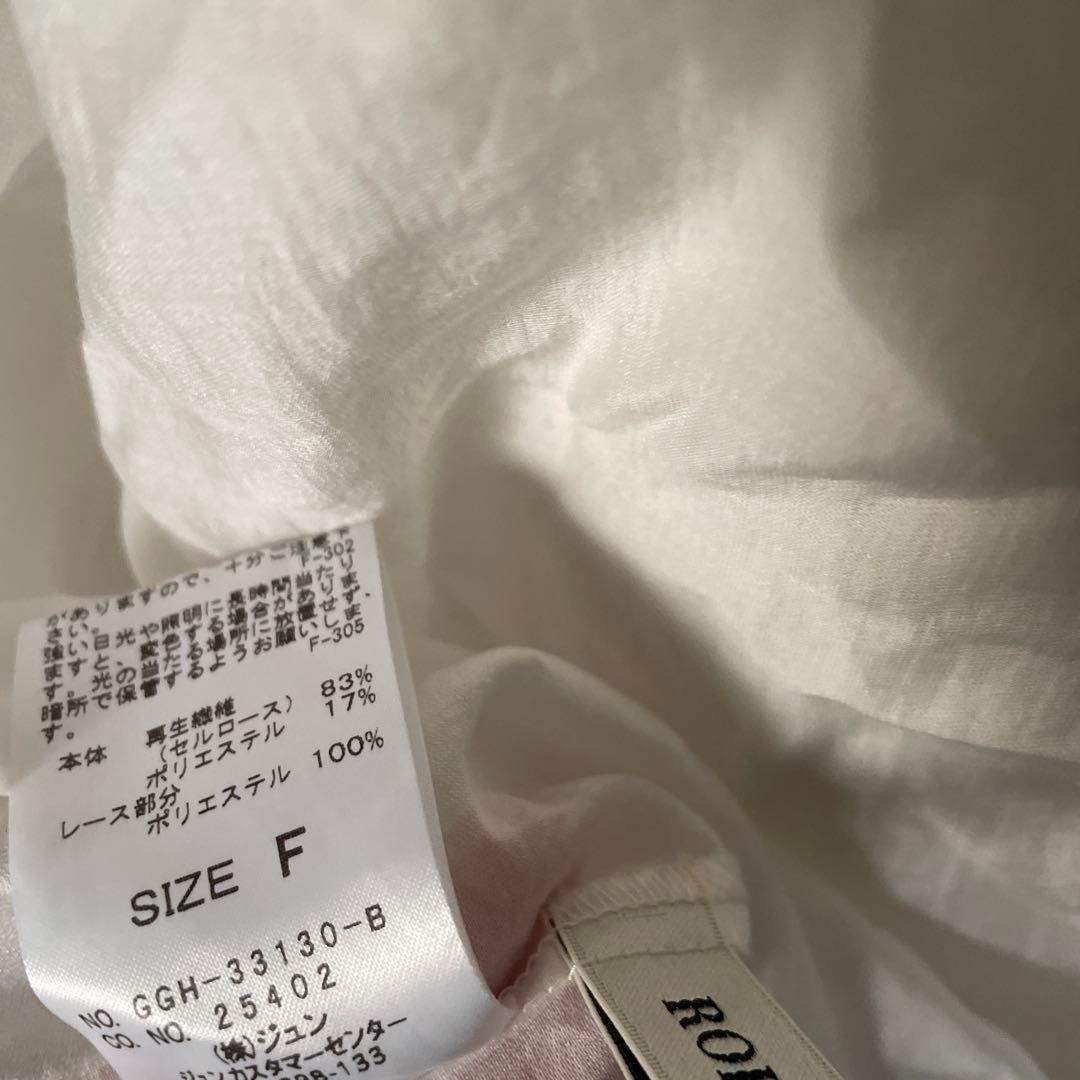 がありますので、十分ご注意下
さい。 F-302
強い光や照明に長時間当たりま
すと、変色する場合があります。
日光の当たる場所に放置せず、
暗所で保管するようお願いしま
す。 F-305
本体 再生繊維 83%
(セルロース)
ポリエステル 17%
レース部分
ポリエステル 100%
SIZE F
NO. GGH-33130-B
CO. NO. 25402
(株)ジュン
ジュンカスタマーセンター
-133